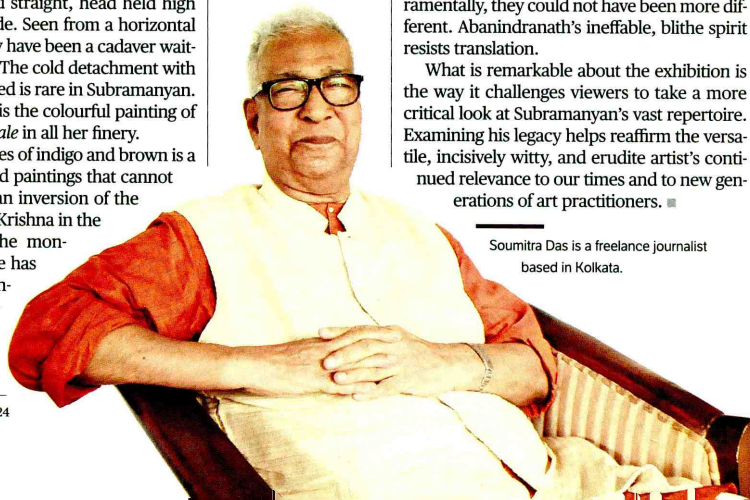 straight, head held high
de. Seen from a horizontal
y have been a cadaver wait-
The cold detachment with
ed is rare in Subramanyan.
is the colourful painting of
ale in all her finery.
es of indigo and brown is a
d paintings that cannot
an inversion of the
Krishna in the
he mon-
e has
n-
24
ramentally, they could not have been more dif-
ferent. Abanindranath's ineffable, blithe spirit
resists translation.
What is remarkable about the exhibition is
the way it challenges viewers to take a more
critical look at Subramanyan's vast repertoire.
Examining his legacy helps reaffirm the versa-
tile, incisively witty, and erudite artist's conti-
nued relevance to our times and to new gen-
erations of art practitioners.
Soumitra Das is a freelance journalist
based in Kolkata.